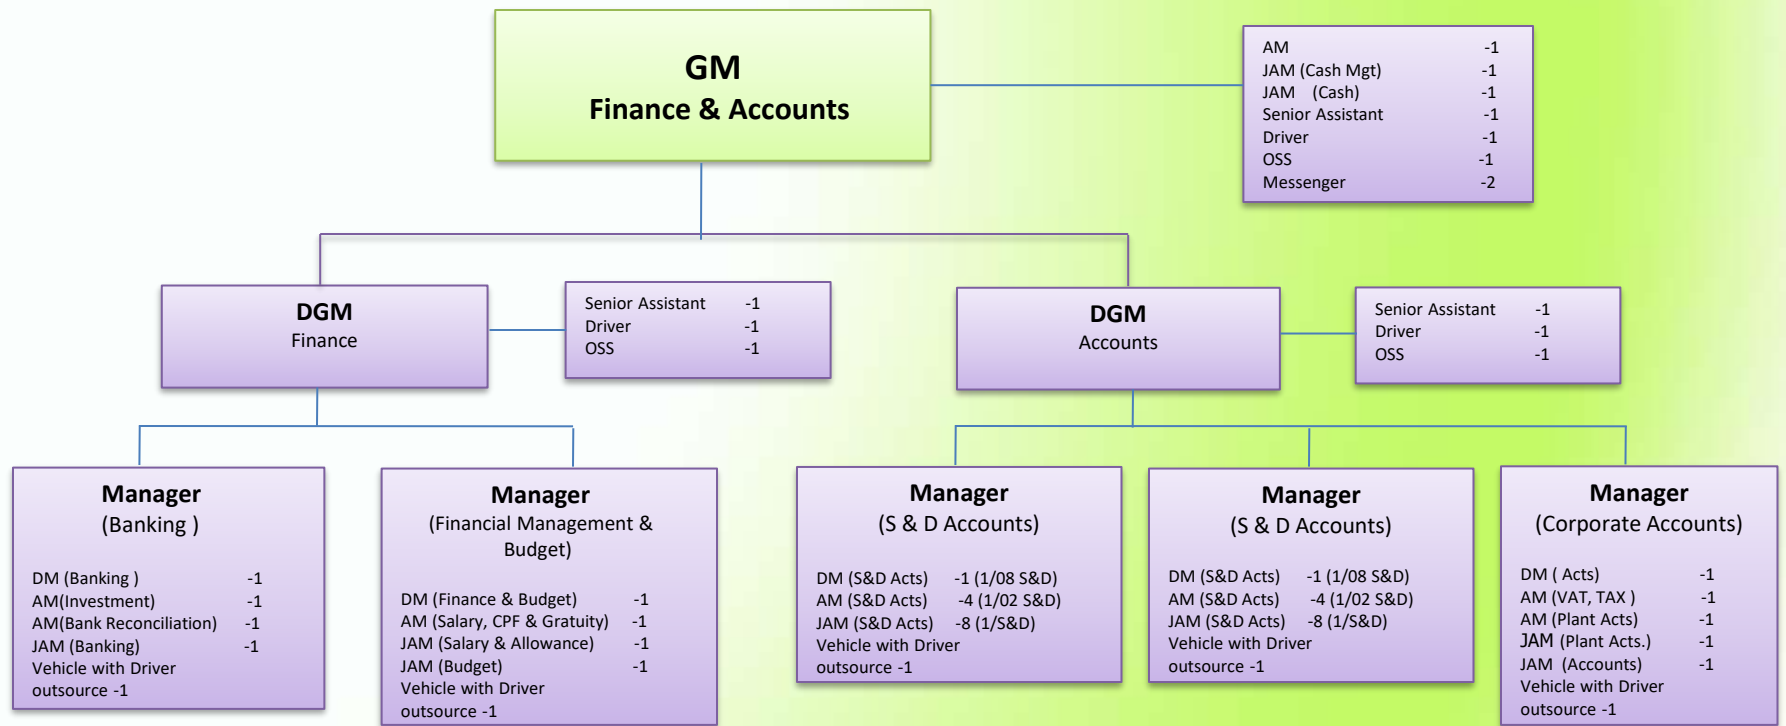 GM
Finance & Accounts
AM -1
JAM (Cash Mgt) -1
JAM (Cash) -1
Senior Assistant -1
Driver -1
OSS -1
Messenger -2
DGM
Finance
Senior Assistant -1
Driver -1
OSS -1
DGM
Accounts
Senior Assistant -1
Driver -1
OSS -1
Manager
(Banking )
DM (Banking ) -1
AM(Investment) -1
AM(Bank Reconciliation) -1
JAM (Banking) -1
Vehicle with Driver
outsource -1
Manager
(Financial Management &
Budget)
DM (Finance & Budget) -1
AM (Salary, CPF & Gratuity) -1
JAM (Salary & Allowance) -1
JAM (Budget) -1
Vehicle with Driver
outsource -1
Manager
(S & D Accounts)
DM (S&D Acts) -1 (1/08 S&D)
AM (S&D Acts) -4 (1/02 S&D)
JAM (S&D Acts) -8 (1/S&D)
Vehicle with Driver
outsource -1
Manager
(S & D Accounts)
DM (S&D Acts) -1 (1/08 S&D)
AM (S&D Acts) -4 (1/02 S&D)
JAM (S&D Acts) -8 (1/S&D)
Vehicle with Driver
outsource -1
Manager
(Corporate Accounts)
DM ( Acts) -1
AM (VAT, TAX ) -1
AM (Plant Acts) -1
JAM (Plant Acts.) -1
JAM (Accounts) -1
Vehicle with Driver
outsource -1